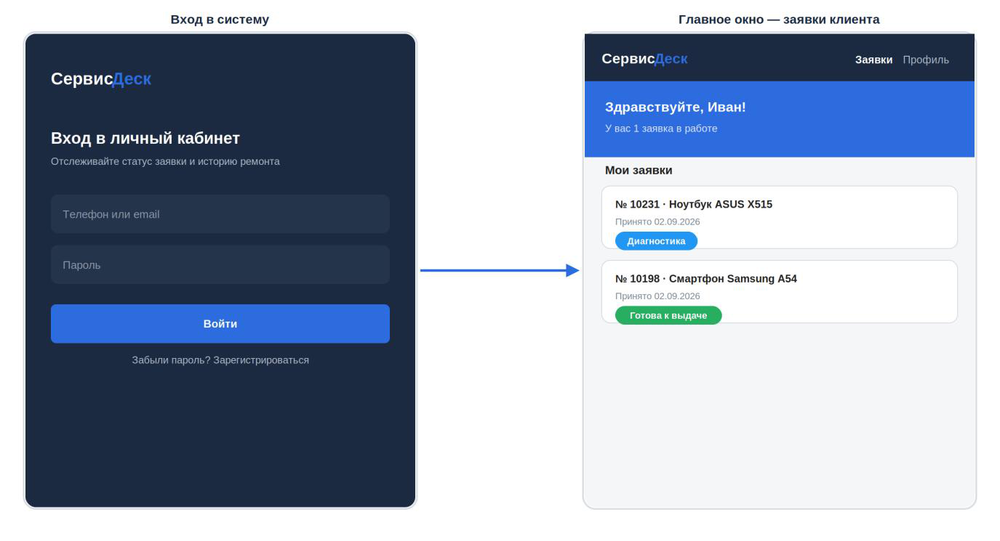 Вход в систему
СервисДеск
Вход в личный кабинет
Отслеживайте статус заявки и историю ремонта
Телефон или email
Пароль
Войти
Забыли пароль? Зарегистрироваться
Главное окно — заявки клиента
СервисДеск
Заявки Профиль
Здравствуйте, Иван!
У вас 1 заявка в работе
Мои заявки
№ 10231 · Ноутбук ASUS X515
Принято 02.09.2026
Диагностика
№ 10198 · Смартфон Samsung A54
Принято 02.09.2026
Готова к выдаче